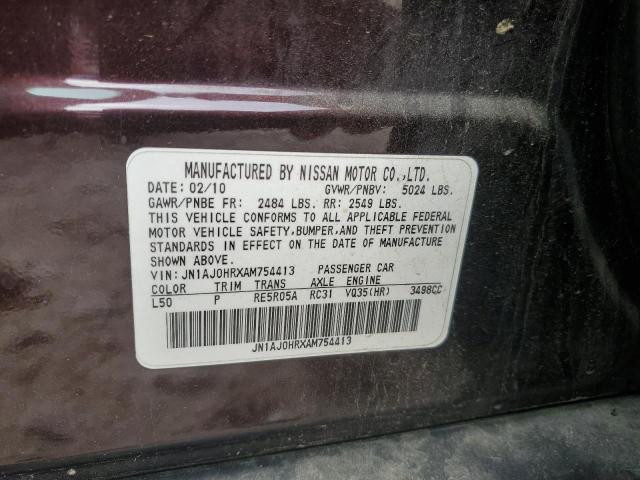 MANUFACTURED BY NISSAN MOTOR CO.,LTD.
DATE: 02/10 GVWR/PNBV: 5024 LBS.
GAWR/PNBE FR: 2484 LBS. RR: 2549 LBS.
THIS VEHICLE CONFORMS TO ALL APPLICABLE FEDERAL
MOTOR VEHICLE SAFETY,BUMPER,AND THEFT PREVENTION
STANDARDS IN EFFECT ON THE DATE OF MANUFACTURE
SHOWN ABOVE.
VIN: JN1AJ0HRXAM754413 PASSENGER CAR
COLOR TRIM TRANS AXLE ENGINE
L50 P RE5R05A RC31 VQ35(HR) 3498CC
JN1AJ0HRXAM754413